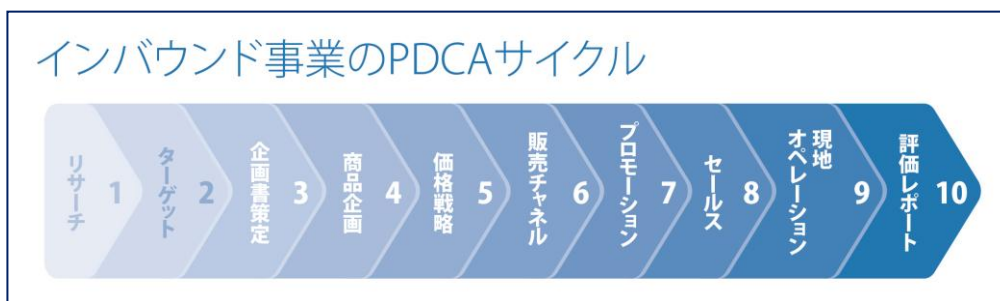 インバウンド事業のPDCAサイクル
リサーチ
1
ターゲット
2
企画書策定
3
商品企画
4
価格戦略
5
販売チャネル
6
プロモーション
7
セールス
8
現地
オペレーション
9
評価レポート
10